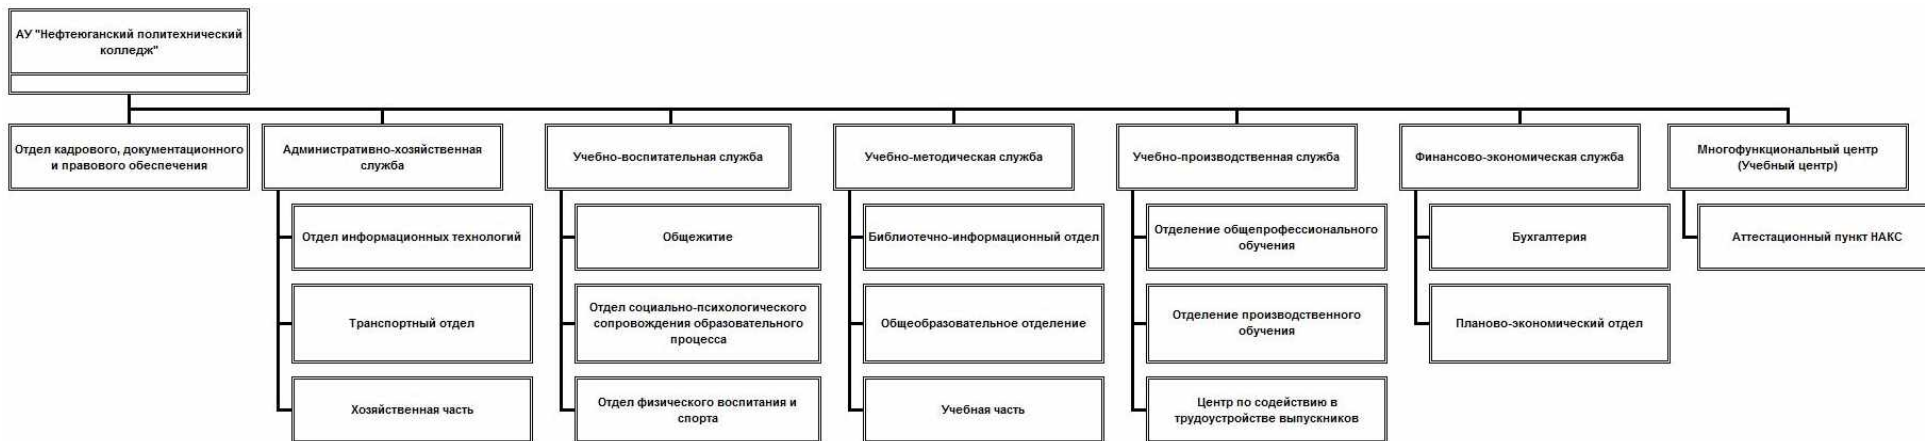 АУ "Нефтеюганский политехнический
колледж"
Отдел кадрового, документационного
и правового обеспечения
Административно-хозяйственная
служба
Учебно-воспитательная служба
Учебно-методическая служба
Учебно-производственная служба
Финансово-экономическая служба
Многофункциональный центр
(Учебный центр)
Отдел информационных технологий
Общежитие
Библиотечно-информационный отдел
Отделение общепрофессионального
обучения
Бухгалтерия
Аттестационный пункт НАКС
Транспортный отдел
Отдел социально-психологического
сопровождения образовательного
процесса
Общеобразовательное отделение
Отделение производственного
обучения
Планово-экономический отдел
Хозяйственная часть
Отдел физического воспитания и
спорта
Учебная часть
Центр по содействию в
трудоустройстве выпускников